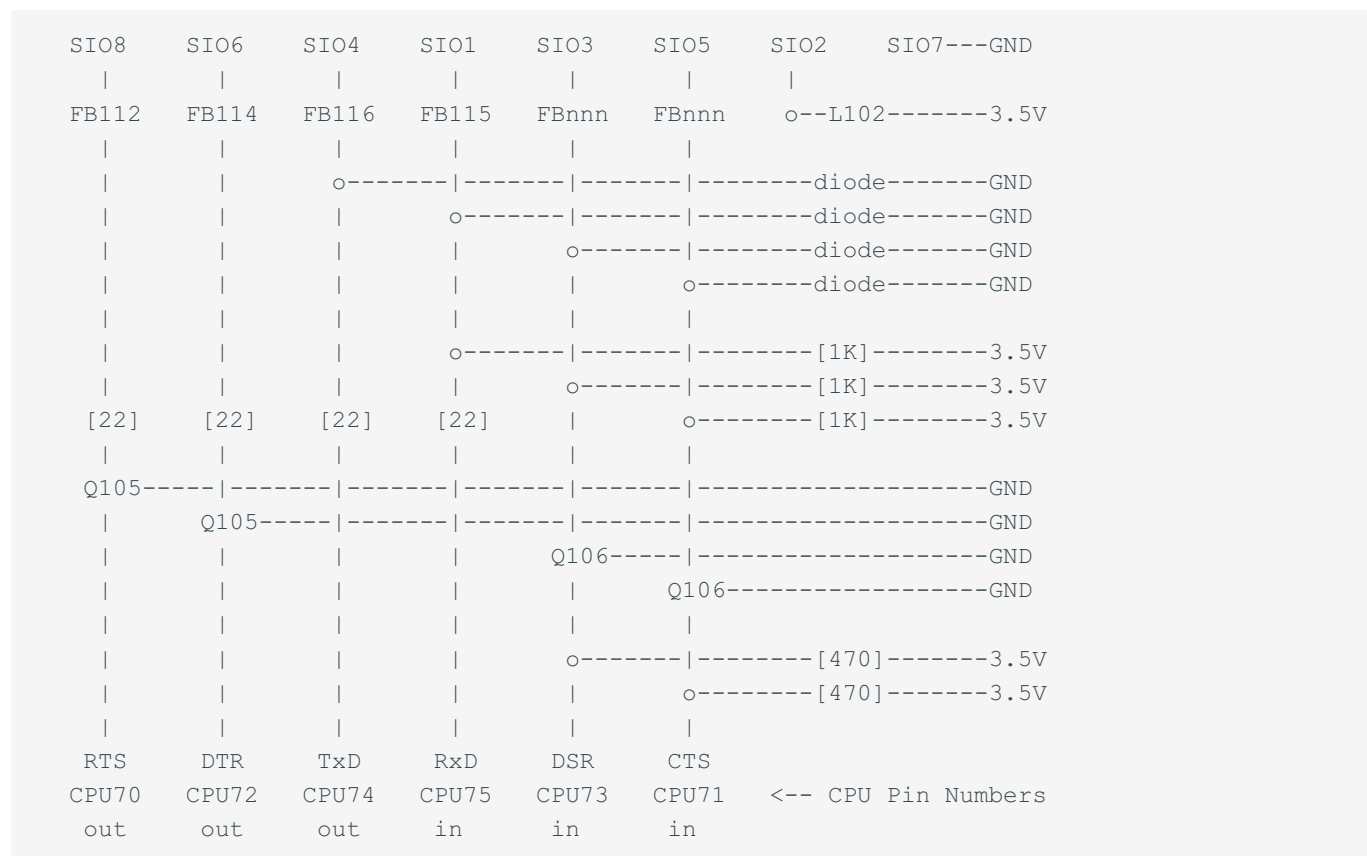 SIO8    SIO6    SIO4    SIO1    SIO3    SIO5    SIO2    SIO7---GND
  |       |       |       |       |       |      |
FB112   FB114   FB116   FB115   FBnnn   FBnnn    o--L102-------3.5V
  |       |       |       |       |       |
  |       |       o-------|-------|-------|--------diode-------GND
  |       |       |       o-------|-------|--------diode-------GND
  |       |       |       |       o-------|--------diode-------GND
  |       |       |       |       |       o--------diode-------GND
  |       |       |       |       |       |
  |       |       |       o-------|-------|--------[1K]--------3.5V
  |       |       |       |       o-------|--------[1K]--------3.5V
 [22]    [22]    [22]    [22]     |       o--------[1K]--------3.5V
  |       |       |       |       |       |
 Q105-----|-------|-------|-------|-------|-------------------GND
  |      Q105-----|-------|-------|-------|-------------------GND
  |       |       |       |      Q106-----|-------------------GND
  |       |       |       |       |      Q106------------------GND
  |       |       |       |       |       |
  |       |       |       |       o-------|--------[470]-------3.5V
  |       |       |       |       |       o--------[470]-------3.5V
  |       |       |       |       |       |
 RTS     DTR     TxD     RxD     DSR     CTS
CPU70   CPU72   CPU74   CPU75   CPU73   CPU71   <-- CPU Pin Numbers
 out     out     out     in      in      in